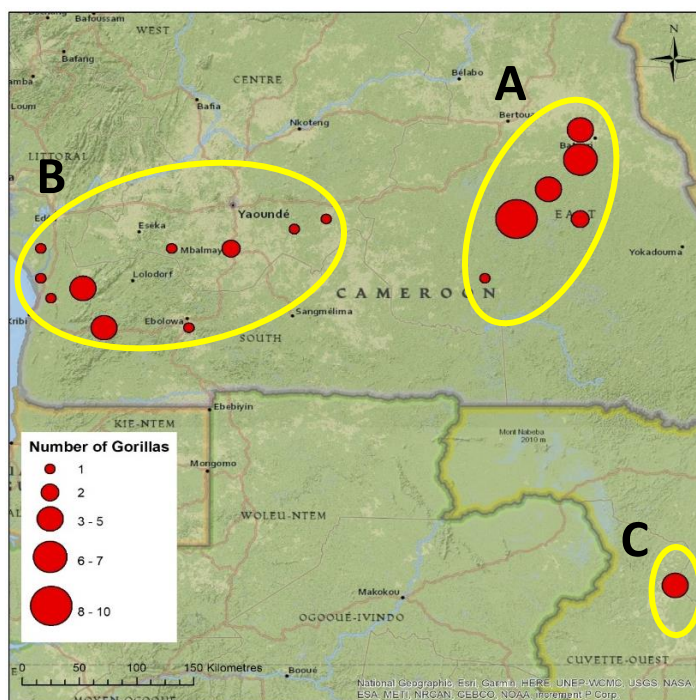 Bafoussam
WEST
N
Bafang
CENTRE
Bélabo
A
Loum
Bafia
Nkoteng
Bertoua
LITTORAL
B
Yaoundé
Eseka
EAST
Mbalmayo
Yokadouma
Lolodorf
CAMEROON
Kribi
Ebolowa
Sangmélima
SOUTH
Ebebiyin
KIE-NTEM
Mont Nabeba
2010 m
Number of Gorillas
1
Mongomo
2
3 - 5
WOLEU-NTEM
6 - 7
C
8 - 10
Makokou
OGOOUE-IVINDO
CUVETTE-OUEST
0 50 100 150 Kilometres
Booué
National Geographic, Esri, Garmin, HERE, UNEP-WCMC, USGS, NASA,
ESA, METI, NRCAN, GEBCO, NOAA, increment P Corp.
MOYEN-OGOOUE